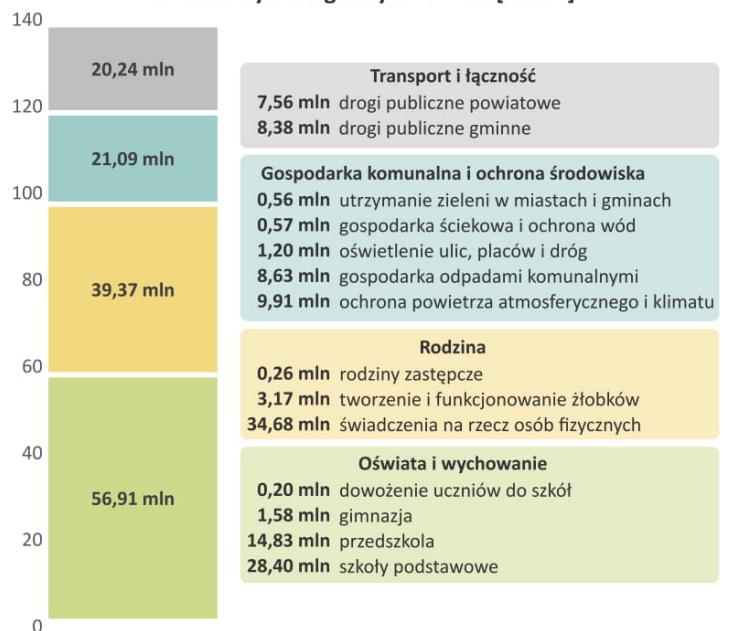 140
120
100
80
60
40
20
0
20,24 mln
21,09 mln
39,37 mln
56,91 mln
Transport i łączność
7,56 mln drogi publiczne powiatowe
8,38 mln drogi publiczne gminne
Gospodarka komunalna i ochrona środowiska
0,56 mln utrzymanie zieleni w miastach i gminach
0,57 mln gospodarka ściekowa i ochrona wód
1,20 mln oświetlenie ulic, placów i dróg
8,63 mln gospodarka odpadami komunalnymi
9,91 mln ochrona powietrza atmosferycznego i klimatu
Rodzina
0,26 mln rodziny zastępcze
3,17 mln tworzenie i funkcjonowanie żłobków
34,68 mln świadczenia na rzecz osób fizycznych
Oświata i wychowanie
0,20 mln dowożenie uczniów do szkół
1,58 mln gimnazja
14,83 mln przedszkola
28,40 mln szkoły podstawowe